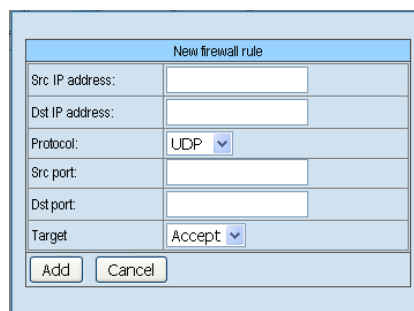 New firewall rule
Src IP address:
Dst IP address:
Protocol: UDP
Src port:
Dst port:
Target Accept
Add Cancel